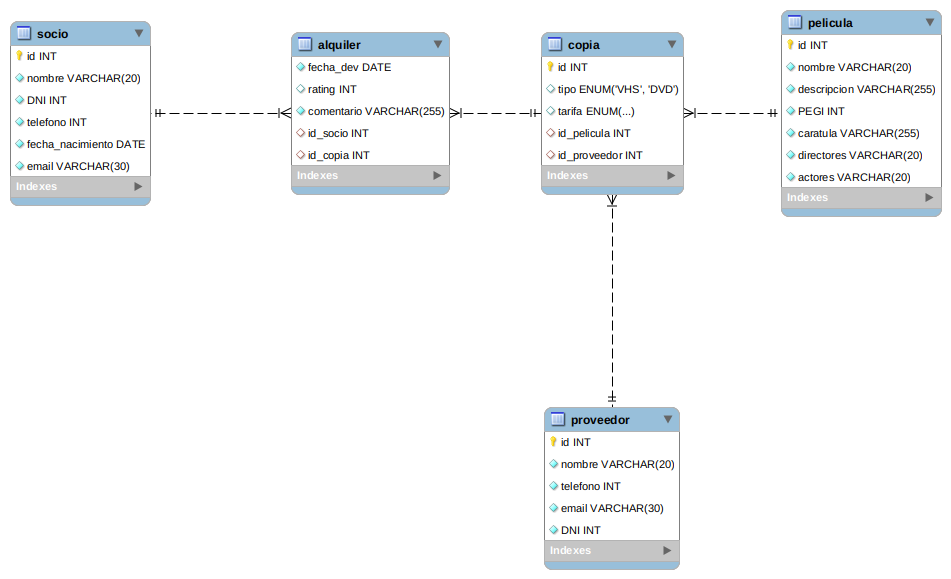 socio
id INT
nombre VARCHAR(20)
DNI INT
telefono INT
fecha_nacimiento DATE
email VARCHAR(30)
Indexes
alquiler
fecha_dev DATE
rating INT
comentario VARCHAR(255)
id_socio INT
id_copia INT
Indexes
copia
id INT
tipo ENUM('VHS', 'DVD')
tarifa ENUM(...)
id_pelicula INT
id_proveedor INT
Indexes
pelicula
id INT
nombre VARCHAR(20)
descripcion VARCHAR(255)
PEGI INT
caratula VARCHAR(255)
directores VARCHAR(20)
actores VARCHAR(20)
Indexes
proveedor
id INT
nombre VARCHAR(20)
telefono INT
email VARCHAR(30)
DNI INT
Indexes